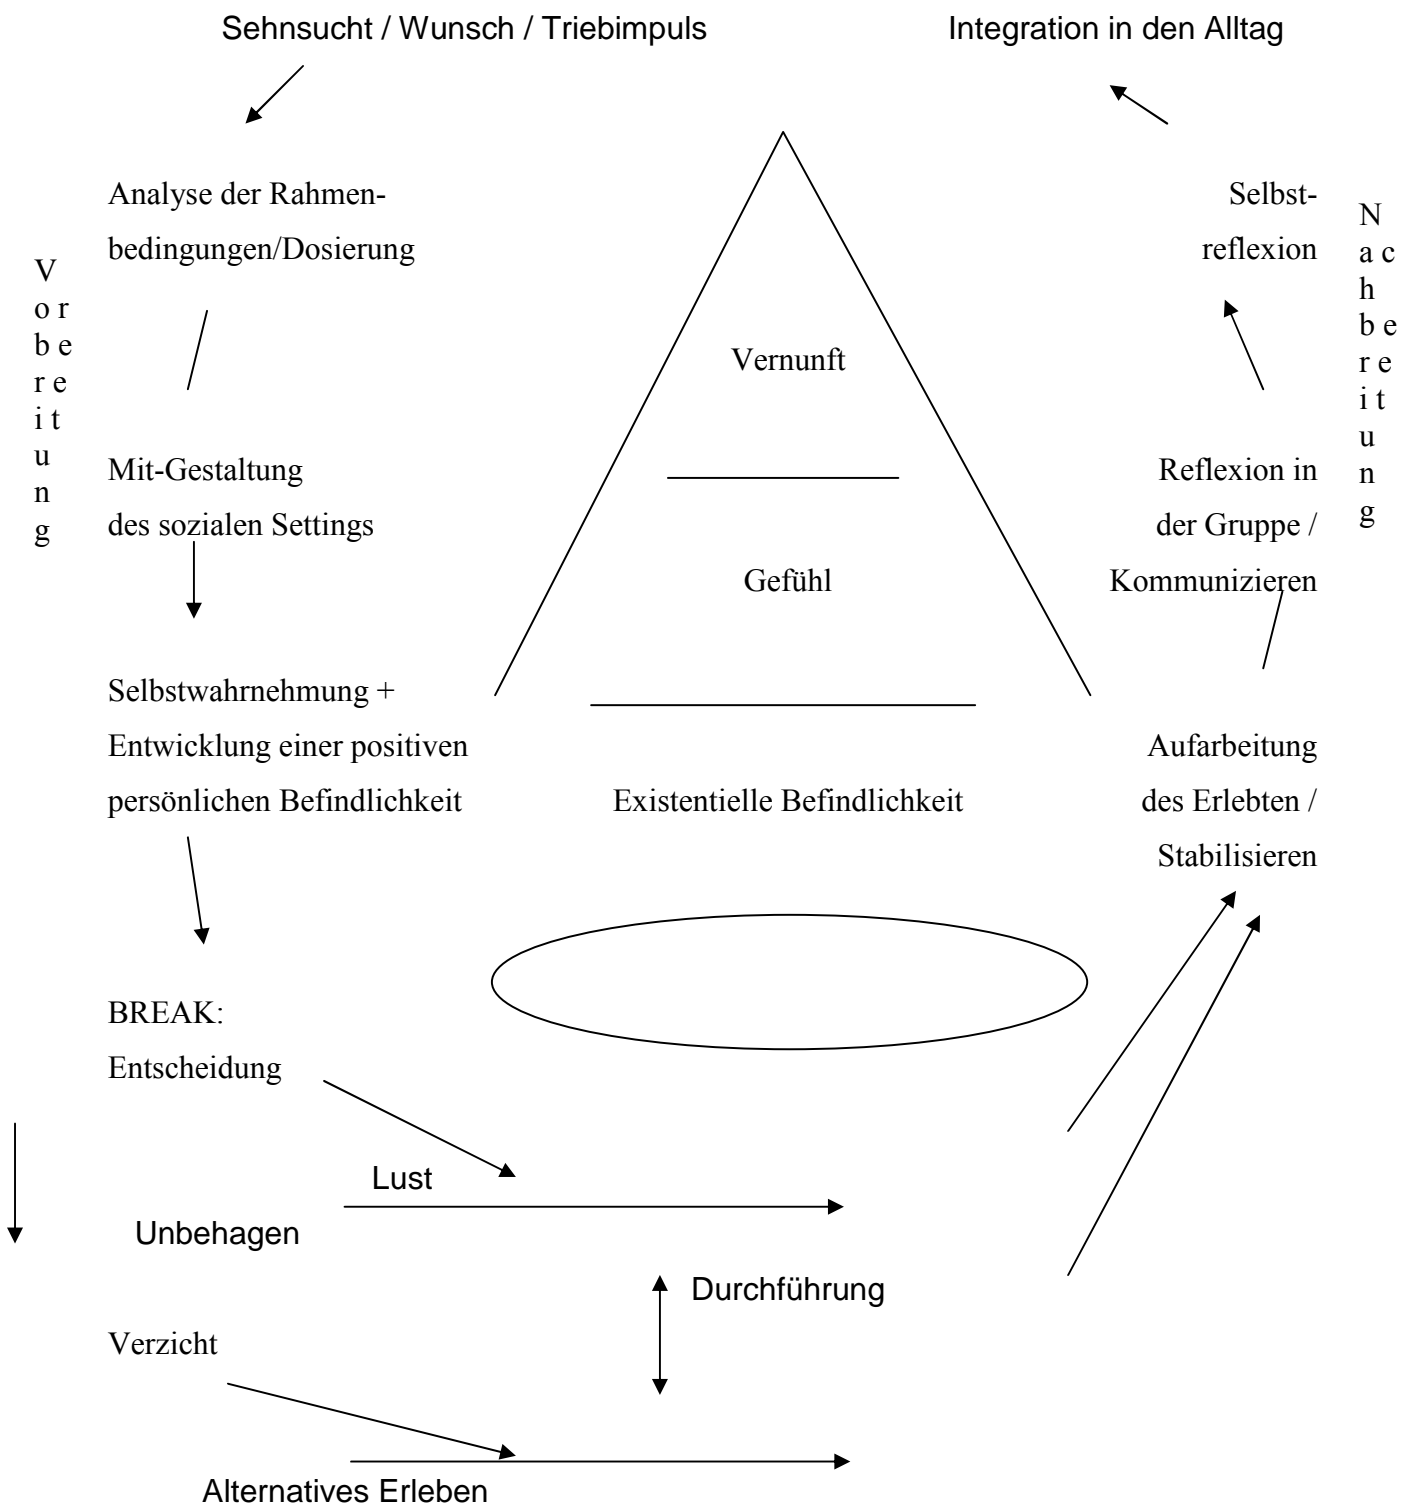 Sehnsucht / Wunsch / Triebimpuls
Integration in den Alltag
Analyse der Rahmen-
bedingungen/Dosierung
Selbst-
reflexion
V
o r
b e
r e
i t
u
n
g
N
a c
h
b e
r e
i t
u
n
g
Vernunft
Mit-Gestaltung
des sozialen Settings
Reflexion in
der Gruppe /
Kommunizieren
Gefühl
Selbstwahrnehmung +
Entwicklung einer positiven
persönlichen Befindlichkeit
Existentielle Befindlichkeit
Aufarbeitung
des Erlebten /
Stabilisieren
BREAK:
Entscheidung
Lust
Unbehagen
Durchführung
Verzicht
Alternatives Erleben